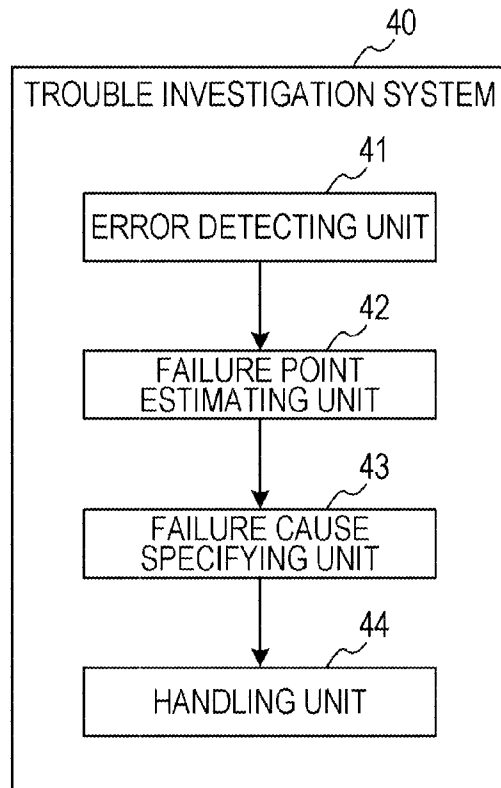 40
TROUBLE INVESTIGATION SYSTEM
41
ERROR DETECTING UNIT
42
FAILURE POINT
ESTIMATING UNIT
43
FAILURE CAUSE
SPECIFYING UNIT
44
HANDLING UNIT